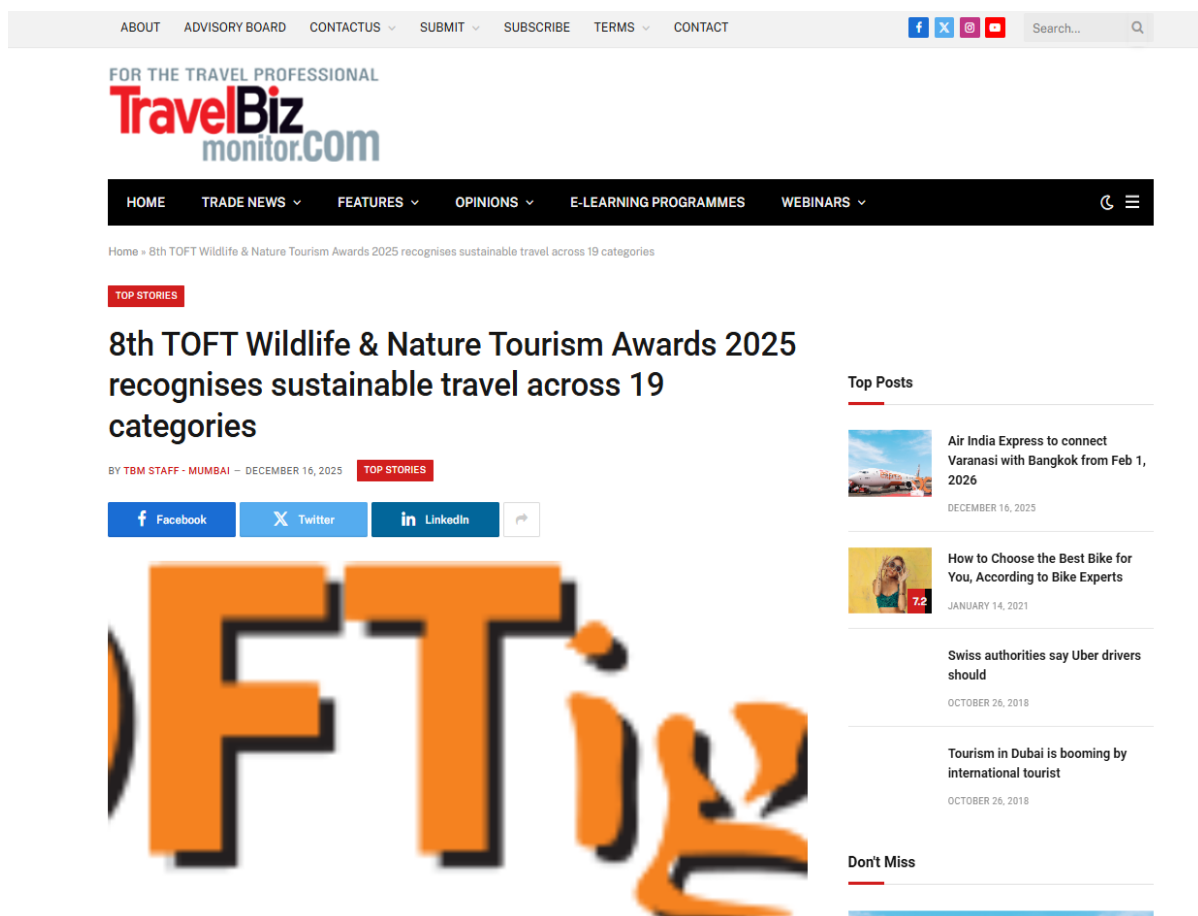 ABOUT ADVISORY BOARD CONTACTUS SUBMIT SUBSCRIBE TERMS CONTACT Search...
FOR THE TRAVEL PROFESSIONAL
TravelBiz
monitor.com
HOME TRADE NEWS FEATURES OPINIONS E-LEARNING PROGRAMMES WEBINARS
Home » 8th TOFT Wildlife & Nature Tourism Awards 2025 recognises sustainable travel across 19 categories
TOP STORIES
8th TOFT Wildlife & Nature Tourism Awards 2025
recognises sustainable travel across 19
categories
BY TBM STAFF - MUMBAI – DECEMBER 16, 2025 TOP STORIES
Facebook Twitter LinkedIn
OFTig
Top Posts
Air India Express to connect
Varanasi with Bangkok from Feb 1,
2026
DECEMBER 16, 2025
How to Choose the Best Bike for
You, According to Bike Experts
7.2
JANUARY 14, 2021
Swiss authorities say Uber drivers
should
OCTOBER 26, 2018
Tourism in Dubai is booming by
international tourist
OCTOBER 26, 2018
Don't Miss